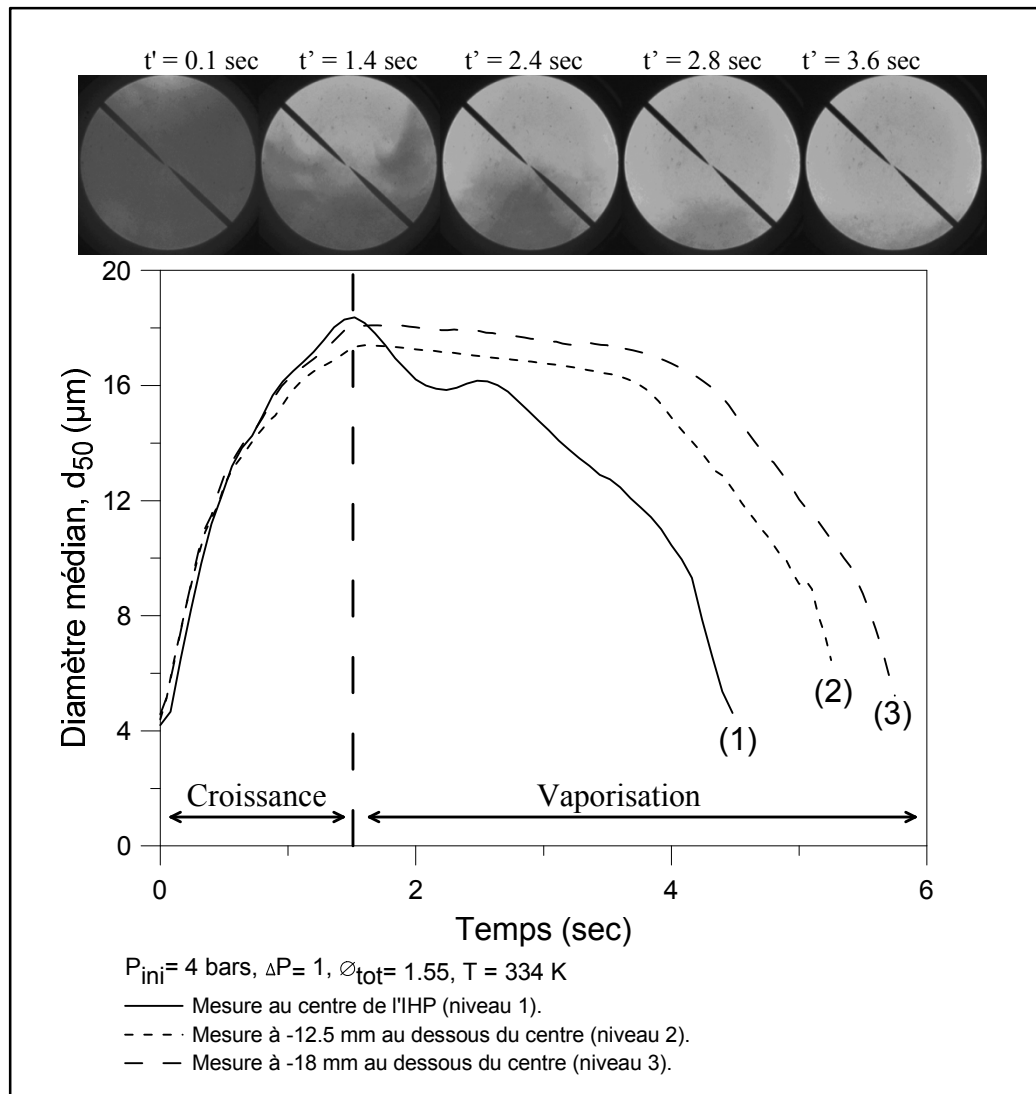 t' = 0.1 sec t’ = 1.4 sec t’ = 2.4 sec t’ = 2.8 sec t’ = 3.6 sec
20
16
12
8
4
0
Diamètre médian, d50 (μm)
(1)
(2)
(3)
Croissance
Vaporisation
0 2 4 6
Temps (sec)
Pini= 4 bars, ΔP= 1, ∅tot= 1.55, T = 334 K
Mesure au centre de l'IHP (niveau 1).
Mesure à -12.5 mm au dessous du centre (niveau 2).
Mesure à -18 mm au dessous du centre (niveau 3).